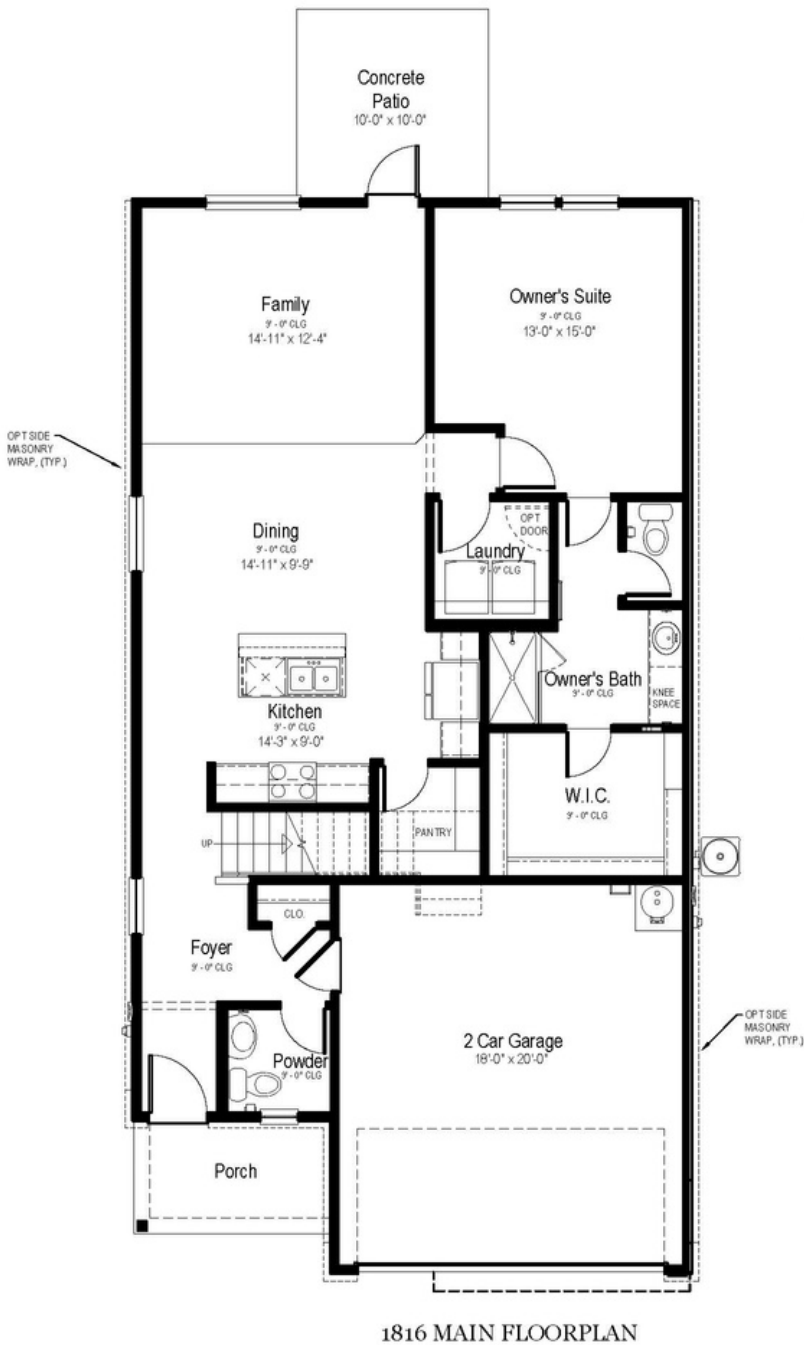 Concrete
Patio
10'-0" x 10'-0"
Family
9'-0" CLG
14'-11" x 12'-4"
Owner's Suite
9'-0" CLG
13'-0" x 15'-0"
OPT SIDE
MASONRY
WRAP, (TYP.)
Dining
9'-0" CLG
14'-11" x 9'-9"
OPT
DOOR
Laundry
9'-0" CLG
Kitchen
9'-0" CLG
14'-3" x 9'-0"
Owner's Bath
9'-0" CLG
KNEE
SPACE
W.I.C.
9'-0" CLG
PANTRY
UP
CLO.
Foyer
9'-0" CLG
Powder
9'-0" CLG
2 Car Garage
18'-0" x 20'-0"
OPT SIDE
MASONRY
WRAP, (TYP.)
Porch
1816 MAIN FLOORPLAN